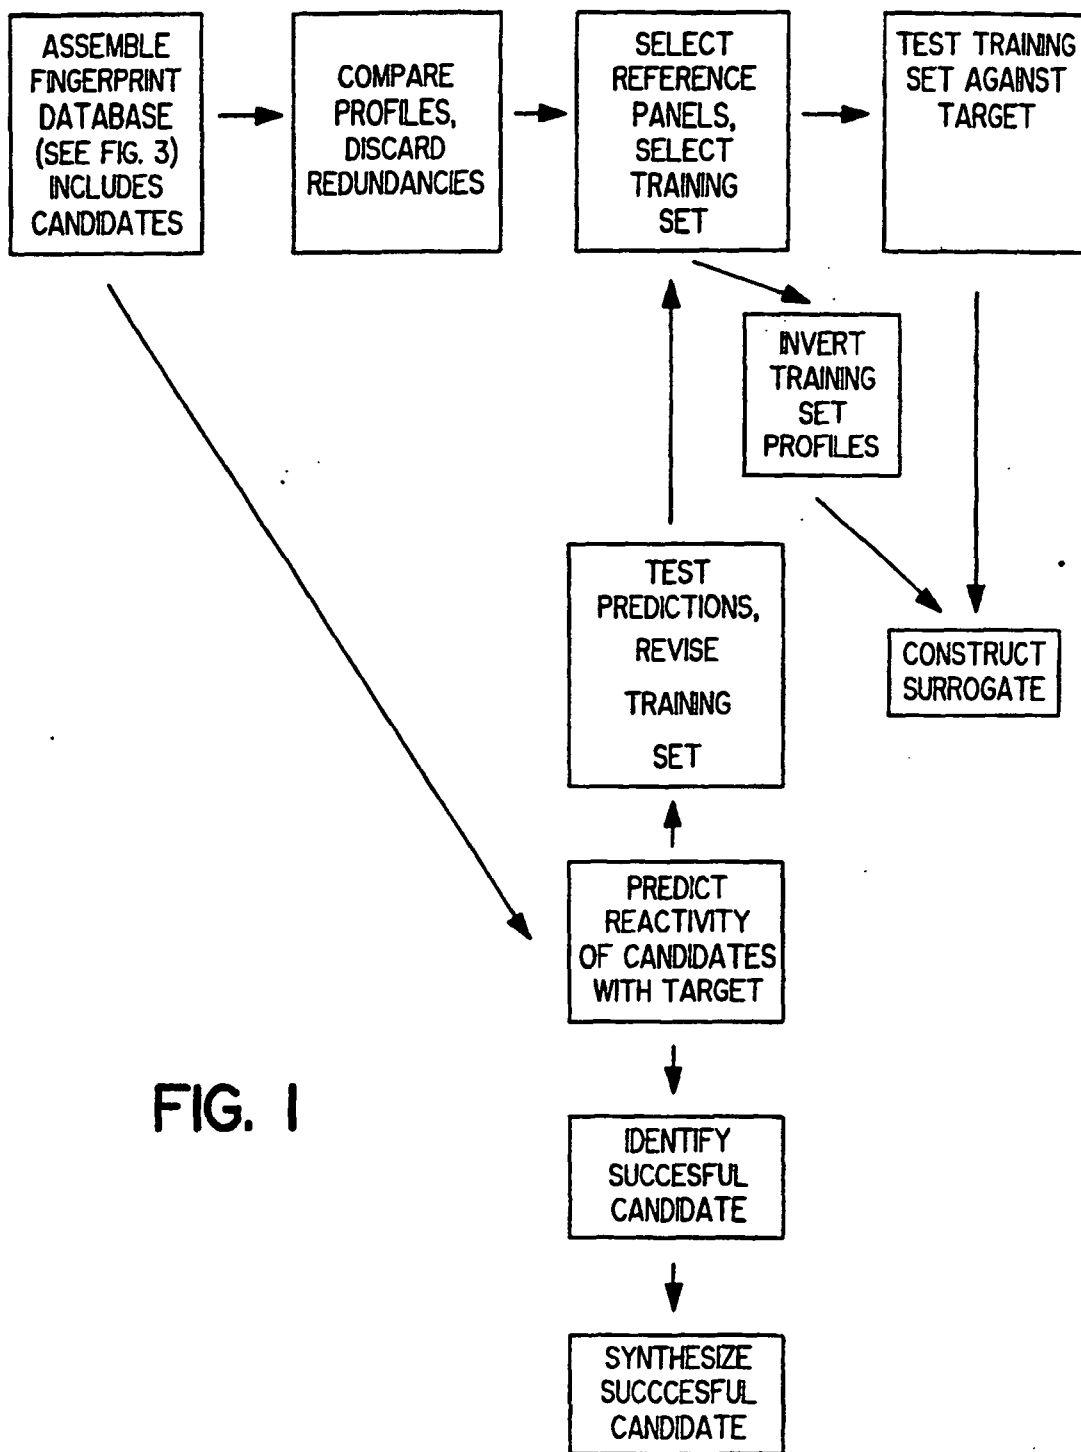 ASSEMBLE
FINGERPRINT
DATABASE
(SEE FIG. 3)
INCLUDES
CANDIDATES
COMPARE
PROFILES,
DISCARD
REDUNDANCIES
SELECT
REFERENCE
PANELS,
SELECT
TRAINING
SET
TEST TRAINING
SET AGAINST
TARGET
INVERT
TRAINING
SET
PROFILES
TEST
PREDICTIONS,
REVISE
TRAINING
SET
CONSTRUCT
SURROGATE
PREDICT
REACTIVITY
OF CANDIDATES
WITH TARGET
FIG. 1
IDENTIFY
SUCCESFUL
CANDIDATE
SYNTHESIZE
SUCCCESFUL
CANDIDATE